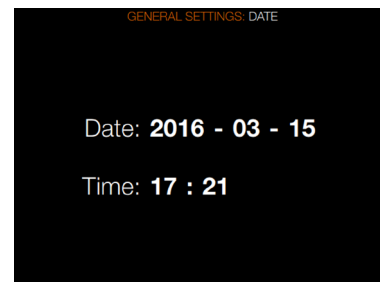 GENERAL SETTINGS: DATE
Date: 2016 - 03 - 15
Time: 17 : 21